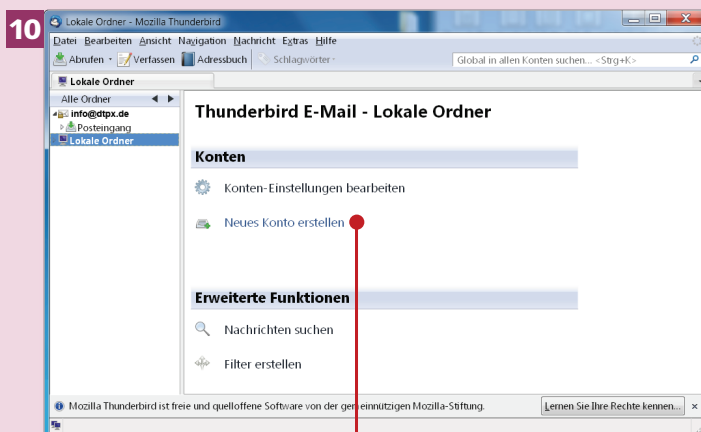 10
Lokale Ordner - Mozilla Thunderbird
Datei Bearbeiten Ansicht Navigation Nachricht Extras Hilfe
Abrufen Verfassen Adressbuch Schlagwörter Global in allen Konten suchen... <Strg+K>
Lokale Ordner
Alle Ordner
info@dtpx.de
Posteingang
Lokale Ordner
Thunderbird E-Mail - Lokale Ordner
Konten
Konten-Einstellungen bearbeiten
Neues Konto erstellen
Erweiterte Funktionen
Nachrichten suchen
Filter erstellen
Mozilla Thunderbird ist freie und quelloffene Software von der gemeinnützigen Mozilla-Stiftung. Lernen Sie Ihre Rechte kennen...